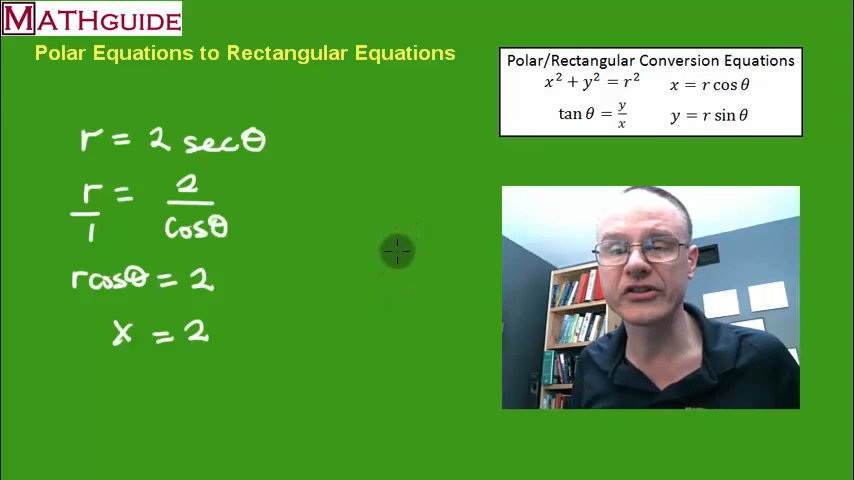 MATHGUIDE
Polar Equations to Rectangular Equations
Polar/Rectangular Conversion Equations
x² + y² = r² x = r cos θ
tan θ = y/x y = r sin θ
r = 2 secθ
r/1 = 2/cosθ
rcosθ = 2
x = 2